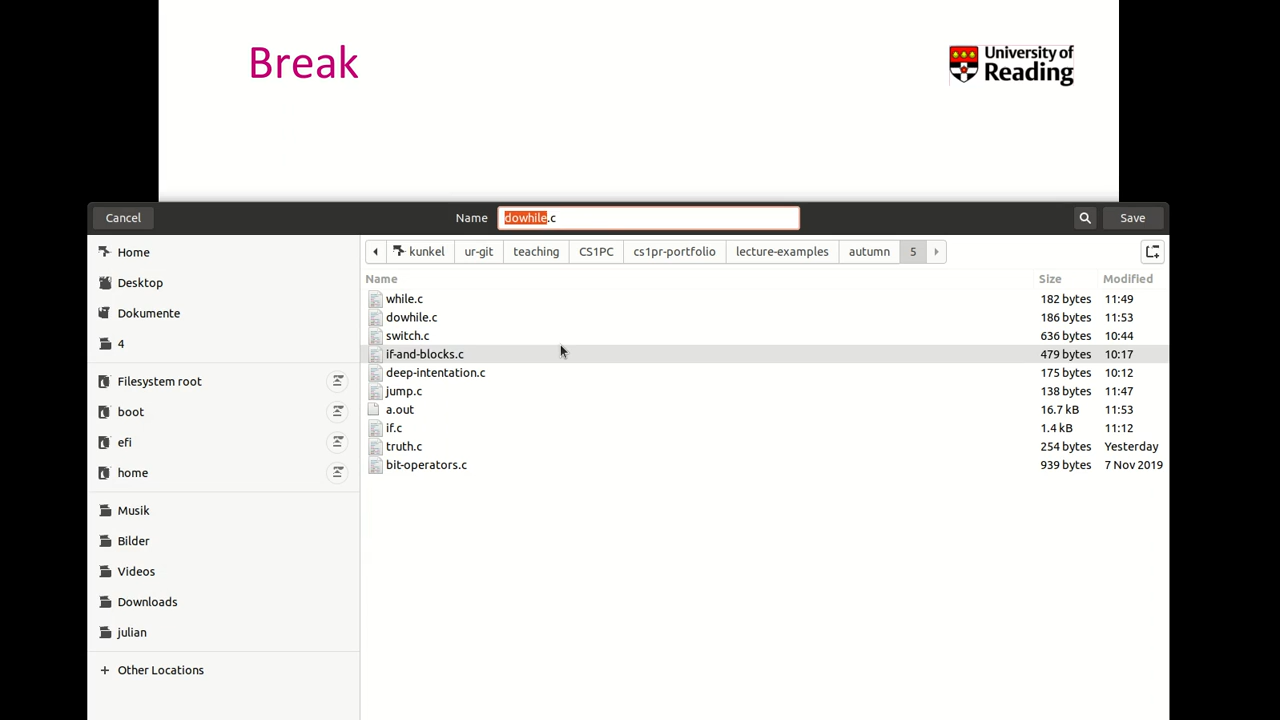 Break
University of
Reading
Cancel
Name
dowhile.c
Save
Home
Desktop
Dokumente
4
Filesystem root
boot
efi
home
Musik
Bilder
Videos
Downloads
julian
Other Locations
kunkel
ur-git
teaching
CS1PC
cs1pr-portfolio
lecture-examples
autumn
5
Name Size Modified
while.c 182 bytes 11:49
dowhile.c 186 bytes 11:53
switch.c 636 bytes 10:44
if-and-blocks.c 479 bytes 10:17
deep-intentation.c 175 bytes 10:12
jump.c 138 bytes 11:47
a.out 16.7 kB 11:53
if.c 1.4 kB 11:12
truth.c 254 bytes Yesterday
bit-operators.c 939 bytes 7 Nov 2019